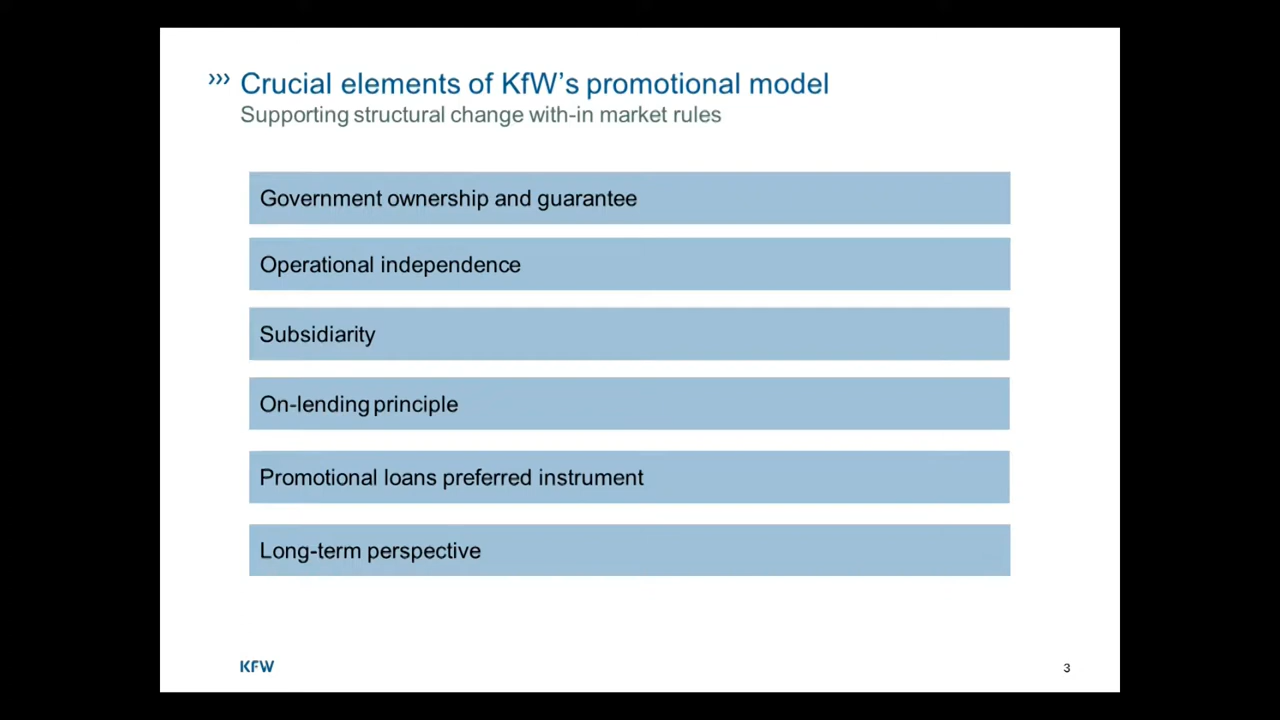 ››› Crucial elements of KfW’s promotional model
Supporting structural change with-in market rules
Government ownership and guarantee
Operational independence
Subsidiarity
On-lending principle
Promotional loans preferred instrument
Long-term perspective
KFW
3